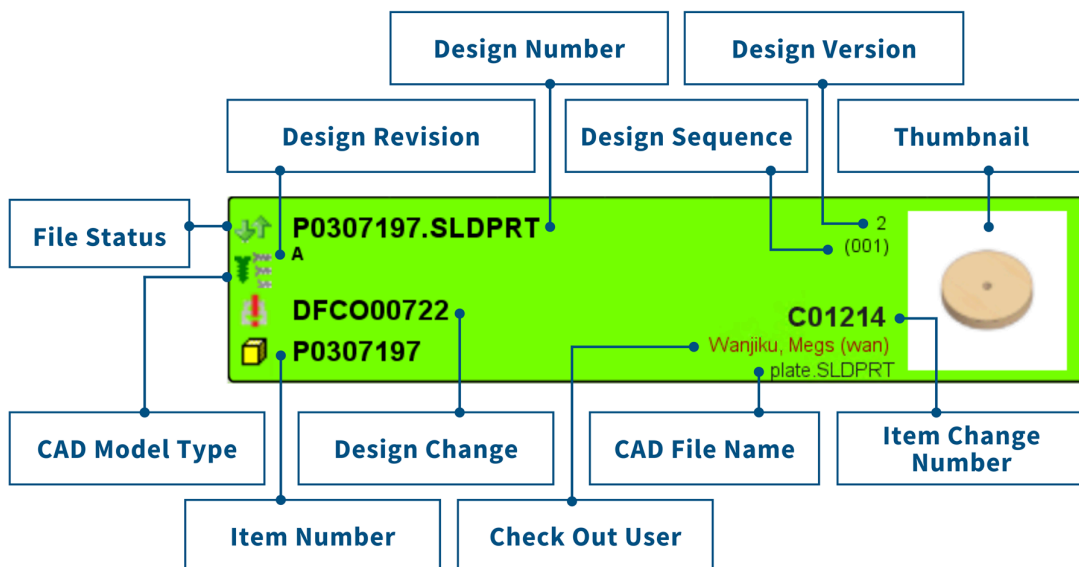 Design Number
Design Version
Design Revision
Design Sequence
Thumbnail
File Status
P0307197.SLDPRT
2
A
(001)
DFCO00722
C01214
P0307197
Wanjiku, Megs (wan)
plate.SLDPRT
CAD Model Type
Design Change
CAD File Name
Item Change
Number
Item Number
Check Out User